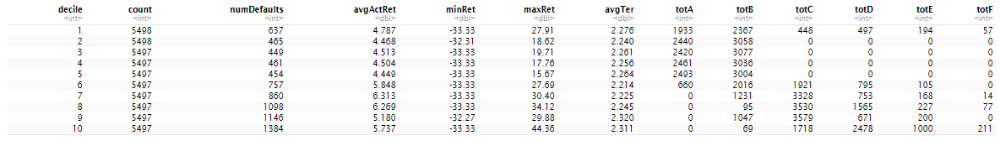 decile count numDefaults avgActRet minRet maxRet avgTer totA totB totC totD totE totF
<int> <int> <int> <dbl> <dbl> <dbl> <dbl> <int> <int> <int> <int> <int> <int>
1 5498 637 4.787 -33.33 27.91 2.276 1933 2367 448 497 194 57
2 5498 465 4.468 -32.31 18.62 2.240 2440 3058 0 0 0 0
3 5497 449 4.513 -33.33 19.71 2.261 2420 3077 0 0 0 0
4 5497 461 4.504 -33.33 17.76 2.256 2461 3036 0 0 0 0
5 5497 454 4.449 -33.33 15.67 2.264 2493 3004 0 0 0 0
6 5497 757 5.848 -33.33 27.69 2.214 660 2016 1921 795 105 0
7 5497 860 6.313 -33.33 30.40 2.225 0 1231 3328 753 168 14
8 5497 1098 6.269 -33.33 34.12 2.245 0 95 3530 1565 227 77
9 5497 1146 5.180 -32.27 29.88 2.320 0 1047 3579 671 200 0
10 5497 1384 5.737 -33.33 44.36 2.311 0 69 1718 2478 1000 211